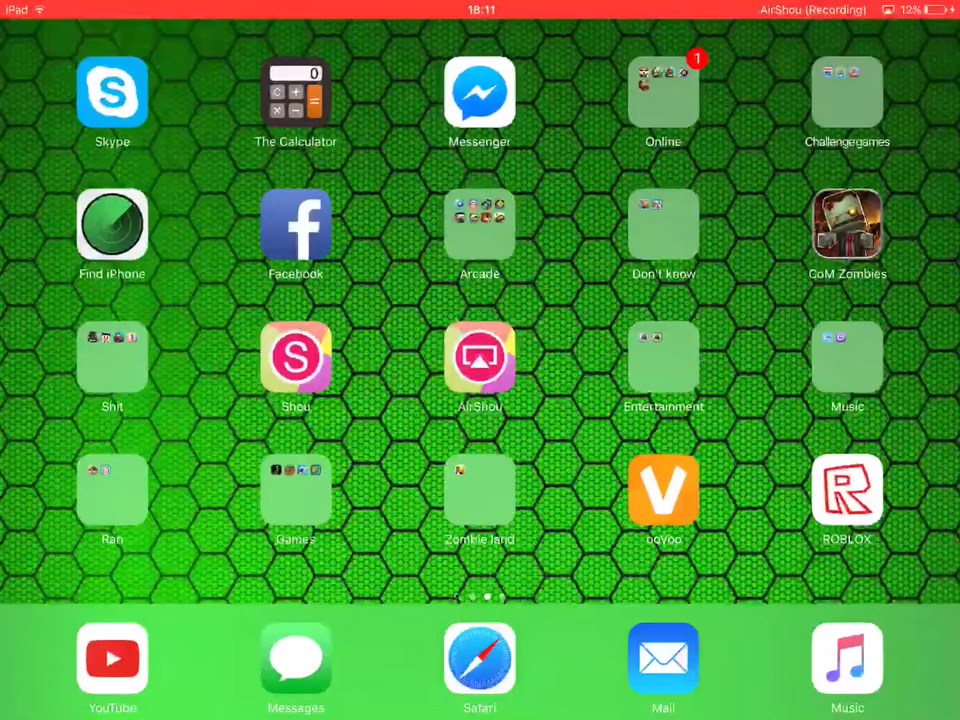 iPad 18:11 AirShou (Recording) 12%
0
1
Skype The Calculator Messenger Online Challengegames
Find iPhone Facebook Arcade Don't know CoM Zombies
Shit Shou AirShou Entertainment Music
Ran Games Zombie land ooVoo ROBLOX
YouTube Messages Safari Mail Music